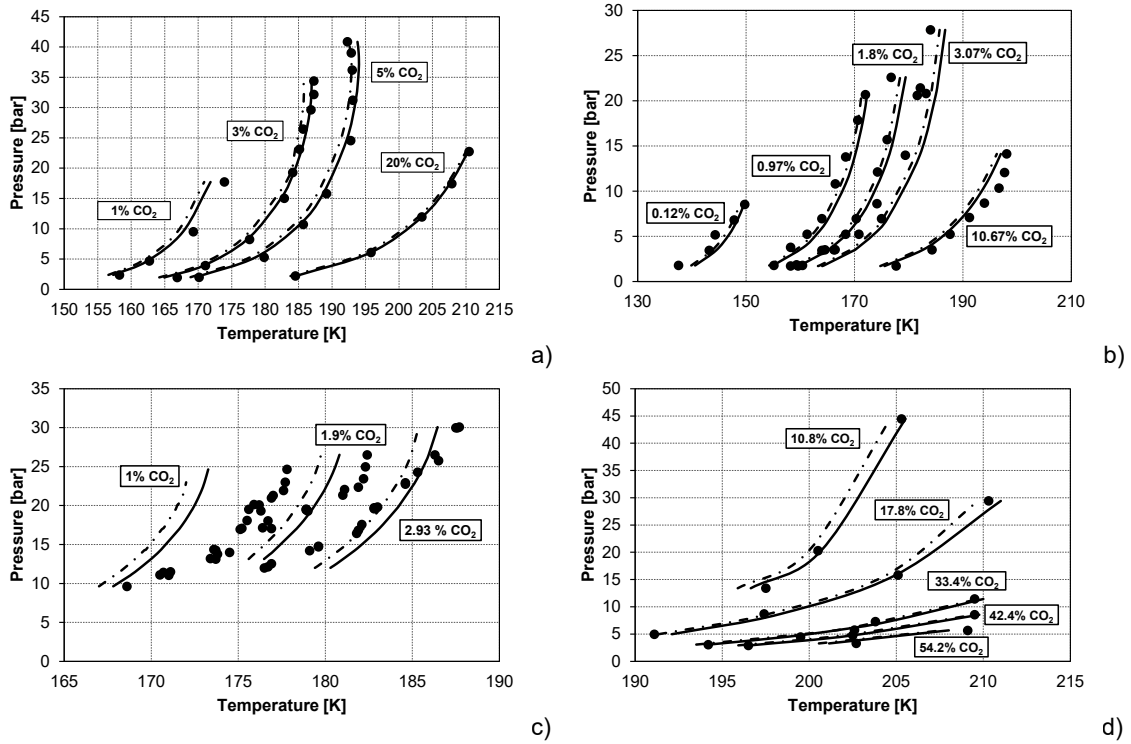 Pressure [bar]
45
40
35
30
25
20
15
10
5
0
5% CO₂
3% CO₂
20% CO₂
1% CO₂
150 155 160 165 170 175 180 185 190 195 200 205 210 215
Temperature [K]
a)
Pressure [bar]
30
25
20
15
10
5
0
1.8% CO₂
3.07% CO₂
0.97% CO₂
0.12% CO₂
10.67% CO₂
130 150 170 190 210
Temperature [K]
b)
Pressure [bar]
35
30
25
20
15
10
5
0
1.9% CO₂
1% CO₂
2.93 % CO₂
165 170 175 180 185 190
Temperature [K]
c)
Pressure [bar]
50
45
40
35
30
25
20
15
10
5
0
10.8% CO₂
17.8% CO₂
33.4% CO₂
42.4% CO₂
54.2% CO₂
190 195 200 205 210 215
Temperature [K]
d)